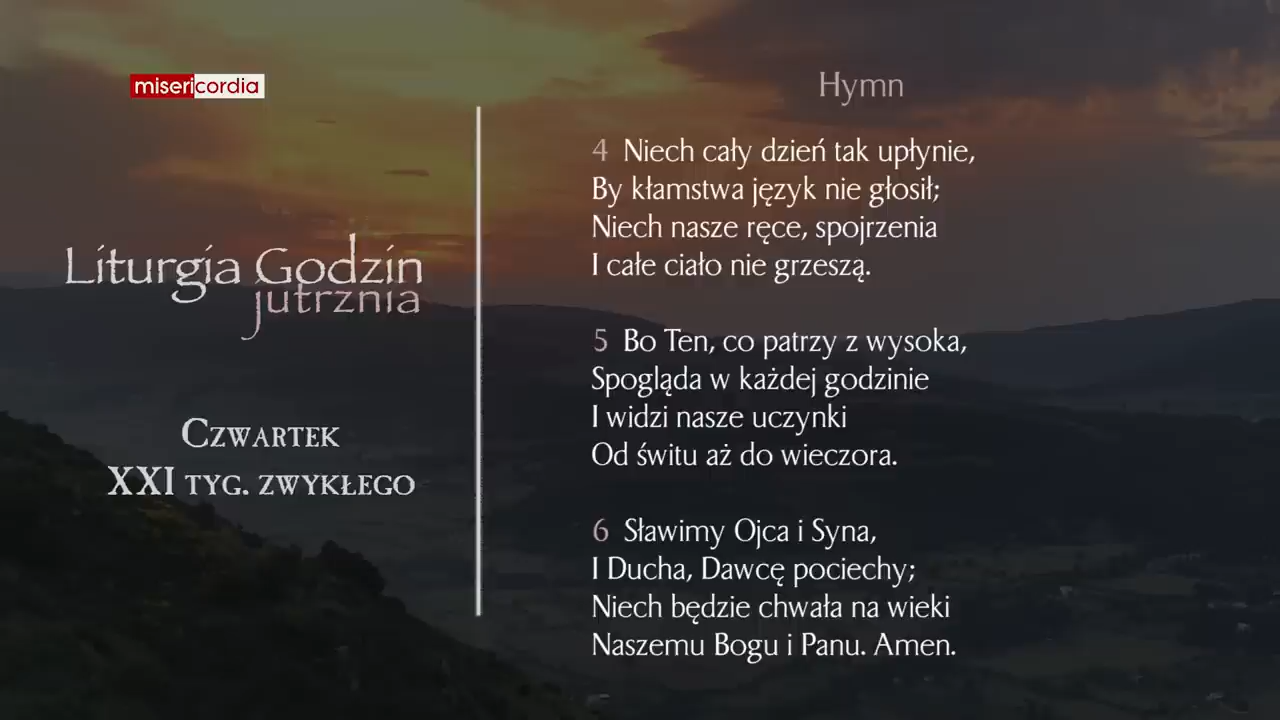 misericordia
Liturgia Godzin
jutrznia
Czwartek
XXI tyg. zwykłego
Hymn
4 Niech cały dzień tak upłynie,
By kłamstwa język nie głosił;
Niech nasze ręce, spojrzenia
I całe ciało nie grzeszą.
5 Bo Ten, co patrzy z wysoka,
Spogląda w każdej godzinie
I widzi nasze uczynki
Od świtu aż do wieczora.
6 Sławimy Ojca i Syna,
I Ducha, Dawcę pociechy;
Niech będzie chwała na wieki
Naszemu Bogu i Panu. Amen.